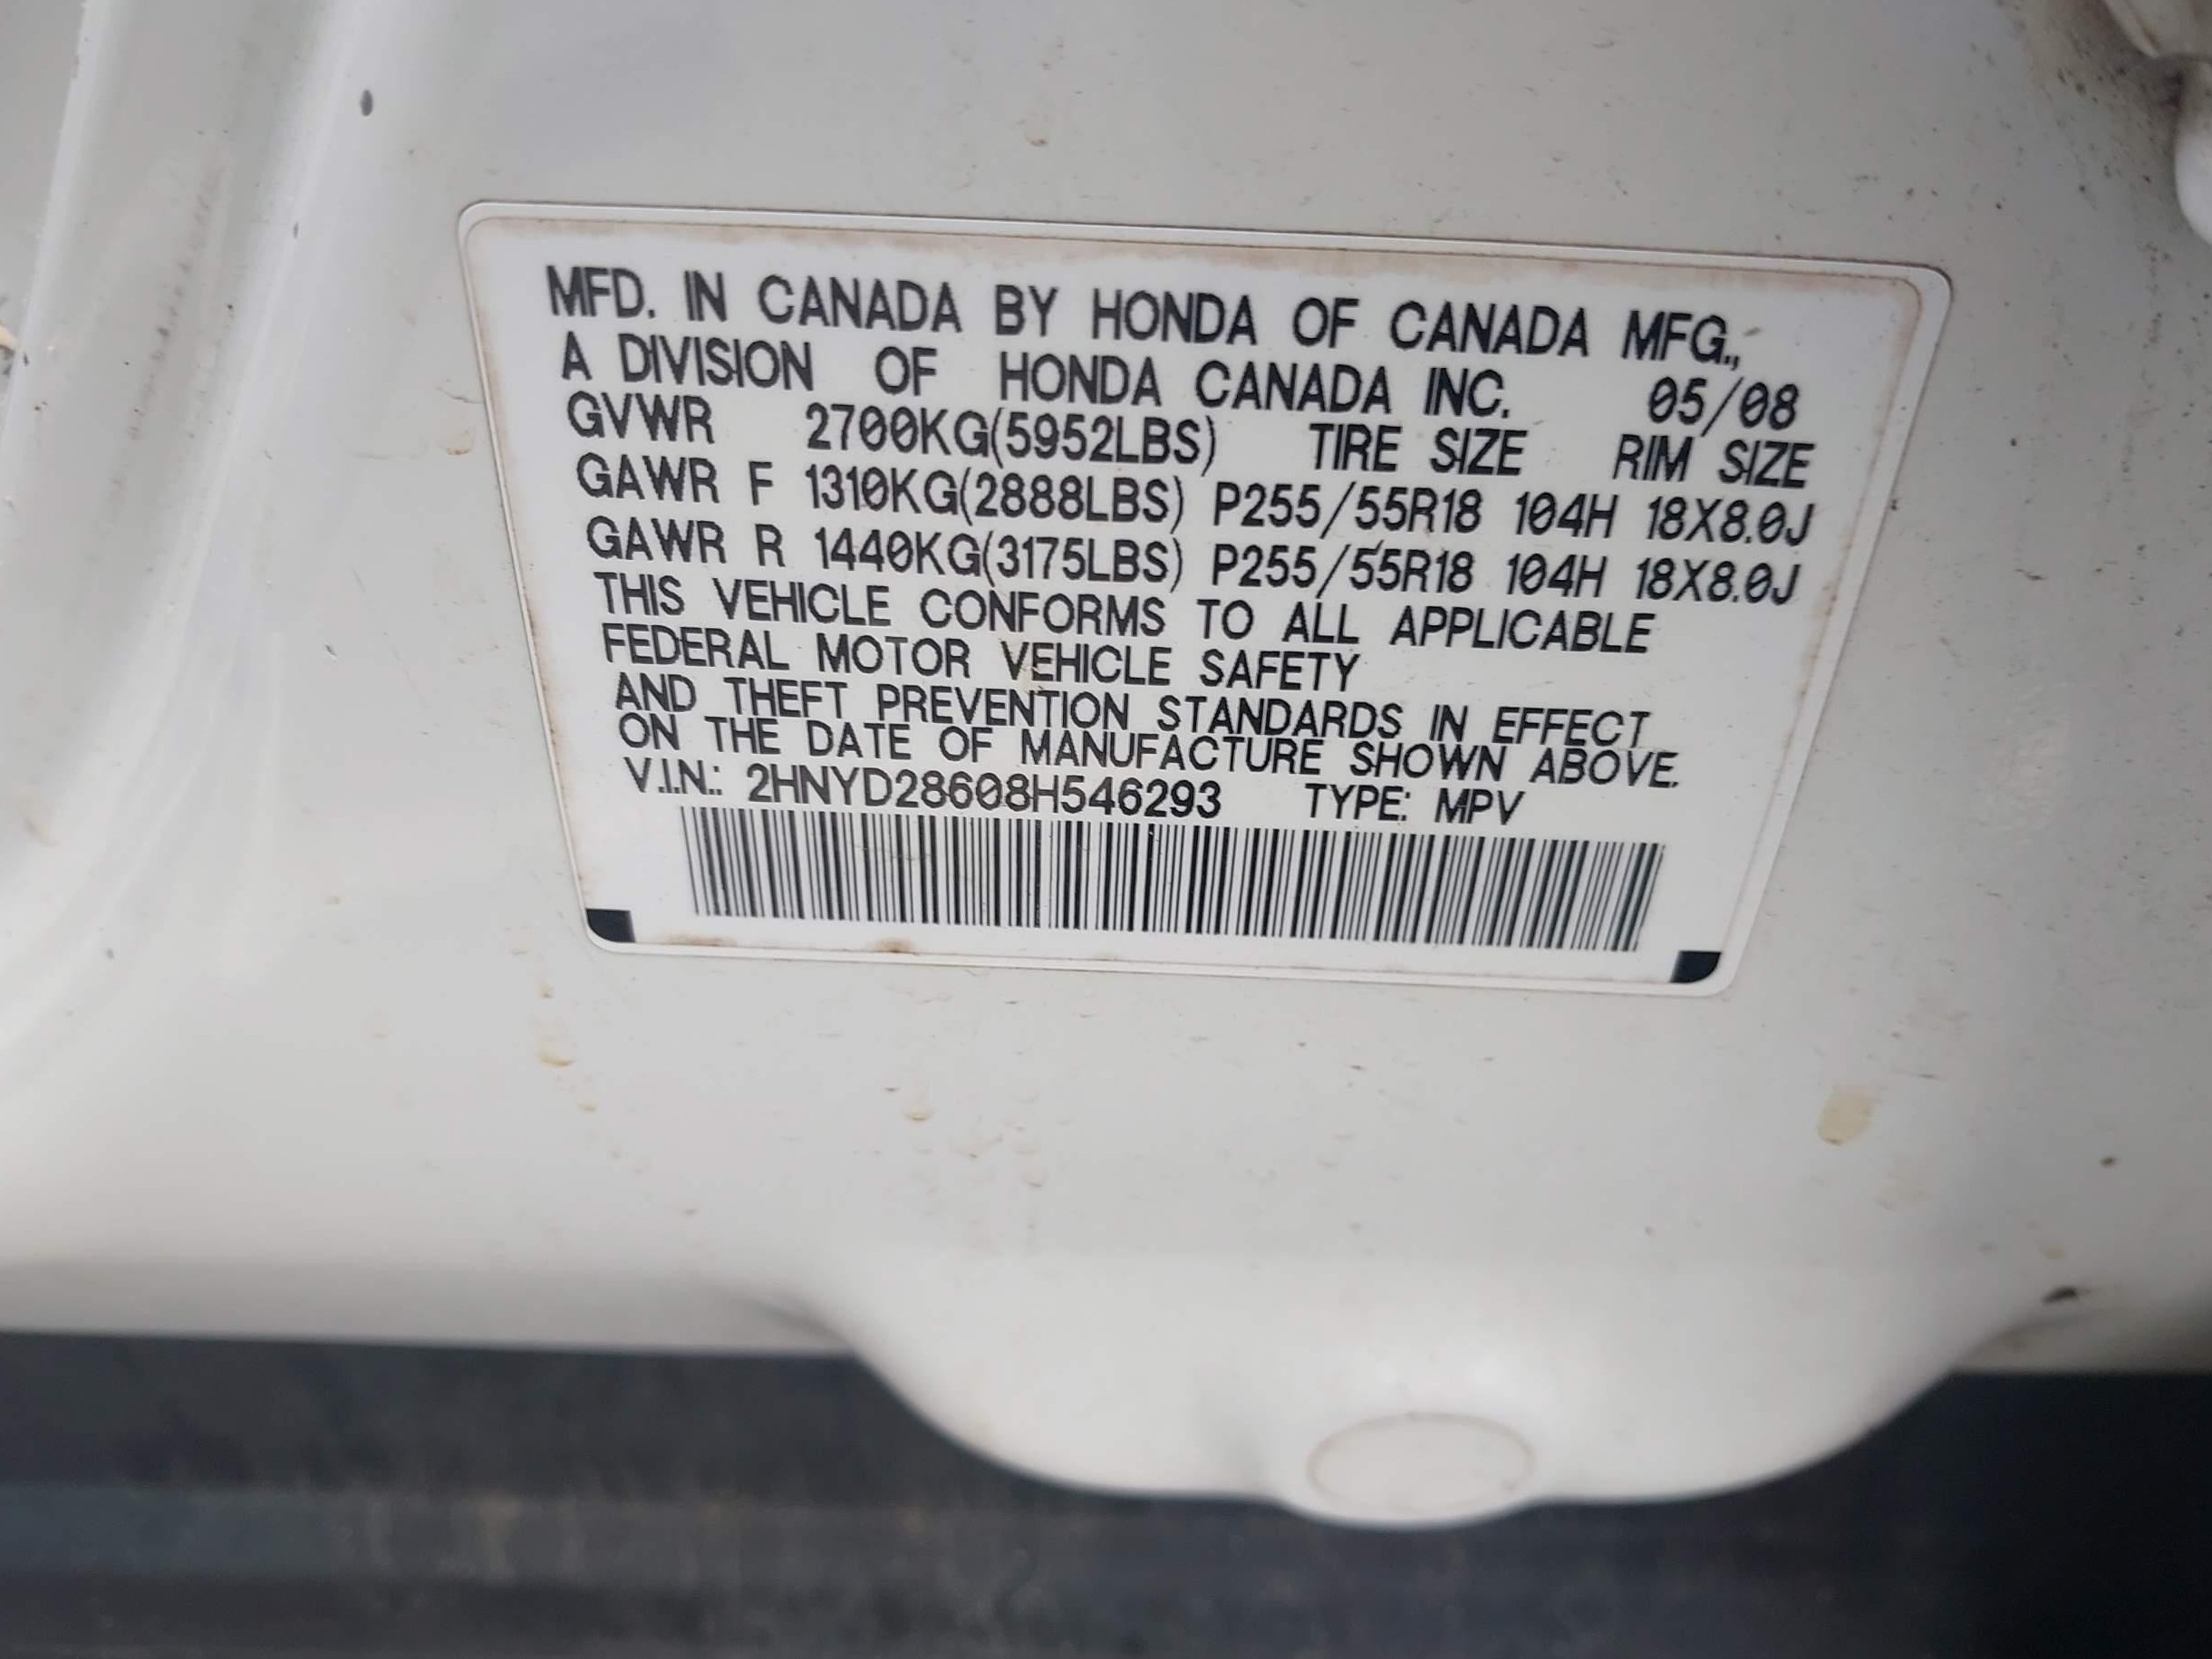 MFD. IN CANADA BY HONDA OF CANADA MFG.,
A DIVISION OF HONDA CANADA INC. 05/08
GVWR 2700KG(5952LBS) TIRE SIZE RIM SIZE
GAWR F 1310KG(2888LBS) P255/55R18 104H 18X8.0J
GAWR R 1440KG(3175LBS) P255/55R18 104H 18X8.0J
THIS VEHICLE CONFORMS TO ALL APPLICABLE
FEDERAL MOTOR VEHICLE SAFETY
AND THEFT PREVENTION STANDARDS IN EFFECT
ON THE DATE OF MANUFACTURE SHOWN ABOVE.
V.I.N.: 2HNYD28608H546293 TYPE: MPV